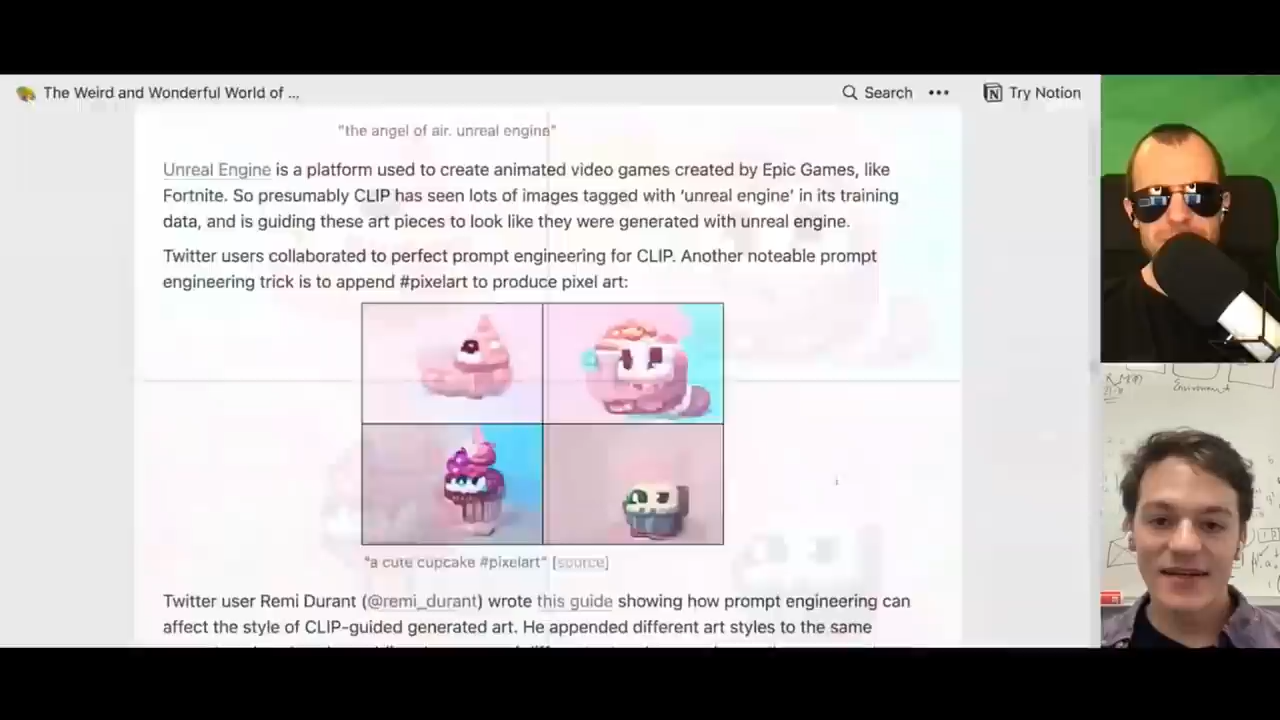 The Weird and Wonderful World of ...
Search
Try Notion
"the angel of air. unreal engine"
Unreal Engine is a platform used to create animated video games created by Epic Games, like
Fortnite. So presumably CLIP has seen lots of images tagged with ‘unreal engine’ in its training
data, and is guiding these art pieces to look like they were generated with unreal engine.
Twitter users collaborated to perfect prompt engineering for CLIP. Another noteable prompt
engineering trick is to append #pixelart to produce pixel art:
"a cute cupcake #pixelart" [source]
Twitter user Remi Durant (@remi_durant) wrote this guide showing how prompt engineering can
affect the style of CLIP-guided generated art. He appended different art styles to the same
Environment